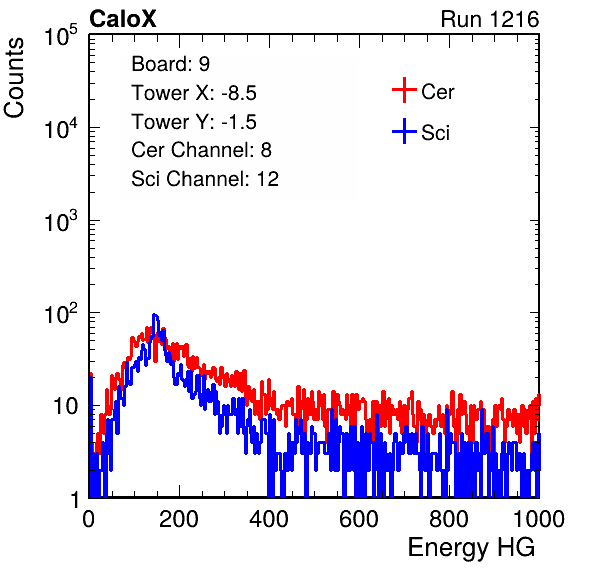 CaloX Run 1216
Counts
Board: 9
Tower X: -8.5
Tower Y: -1.5
Cer Channel: 8
Sci Channel: 12
Cer
Sci
10^5
10^4
10^3
10^2
10
1
0 200 400 600 800 1000
Energy HG